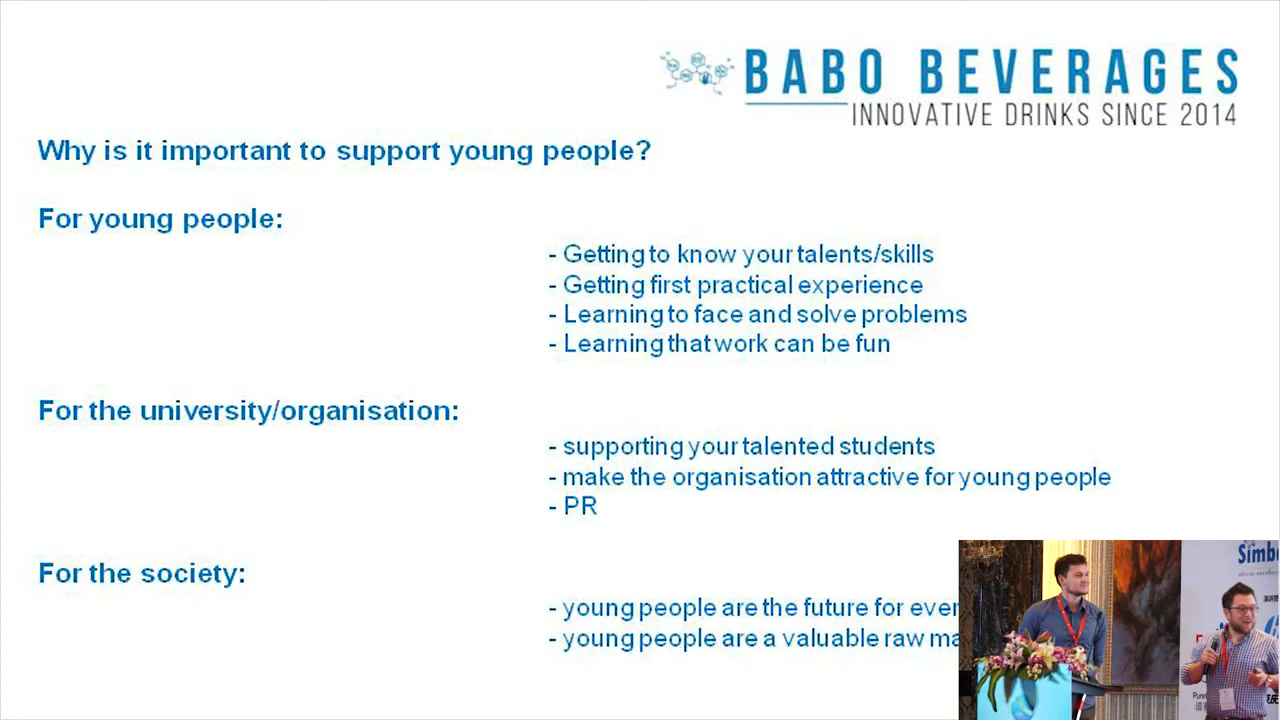 BABO BEVERAGES
INNOVATIVE DRINKS SINCE 2014
Why is it important to support young people?
For young people:
- Getting to know your talents/skills
- Getting first practical experience
- Learning to face and solve problems
- Learning that work can be fun
For the university/organisation:
- supporting your talented students
- make the organisation attractive for young people
- PR
For the society:
- young people are the future for ever
- young people are a valuable raw ma
Simb